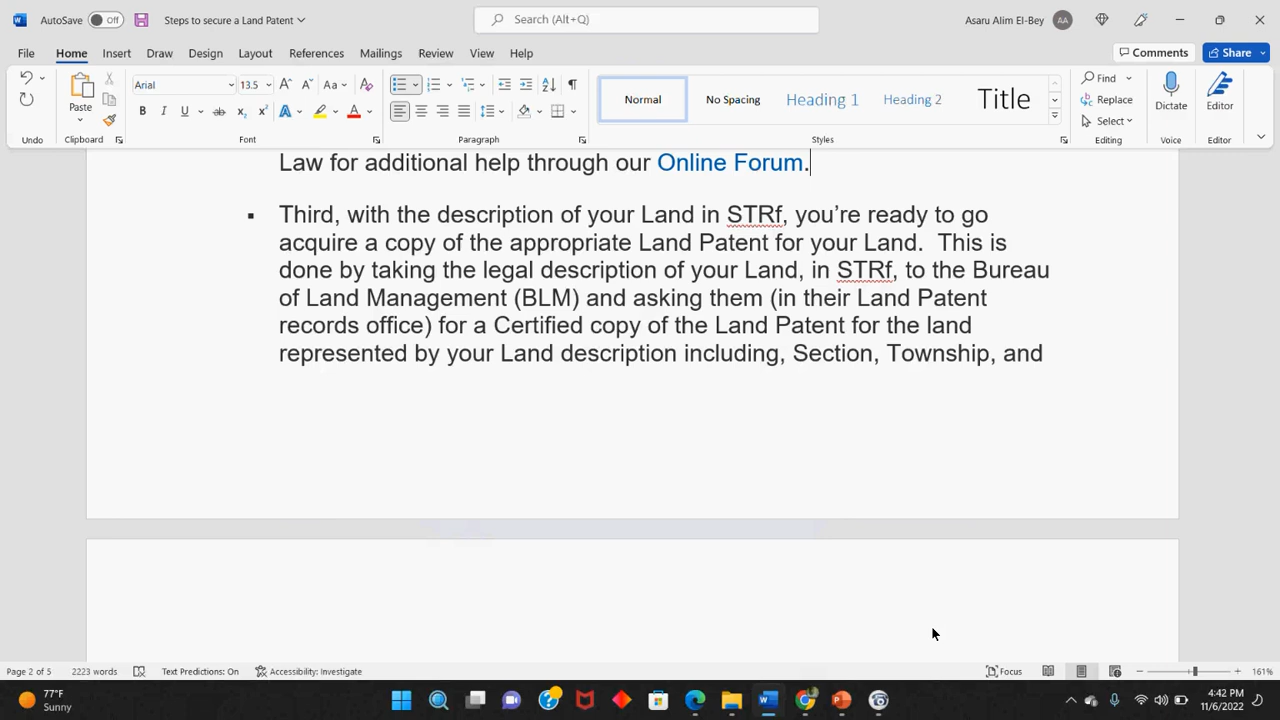 AutoSave Off Steps to secure a Land Patent Search (Alt+Q) Asaru Alim El-Bey AA
File Home Insert Draw Design Layout References Mailings Review View Help Comments Share
Paste Arial 13.5 A A Aa A Normal No Spacing Heading 1 Heading 2 Title Find Replace Select Dictate Editor
B I U ab x₂ x² A A
Undo Clipboard Font Paragraph Styles Editing Voice Editor
Law for additional help through our Online Forum.
▪ Third, with the description of your Land in STRf, you’re ready to go
acquire a copy of the appropriate Land Patent for your Land.  This is
done by taking the legal description of your Land, in STRf, to the Bureau
of Land Management (BLM) and asking them (in their Land Patent
records office) for a Certified copy of the Land Patent for the land
represented by your Land description including, Section, Township, and
Page 2 of 5 2223 words Text Predictions: On Accessibility: Investigate Focus 161%
77°F
Sunny
4:42 PM
11/6/2022